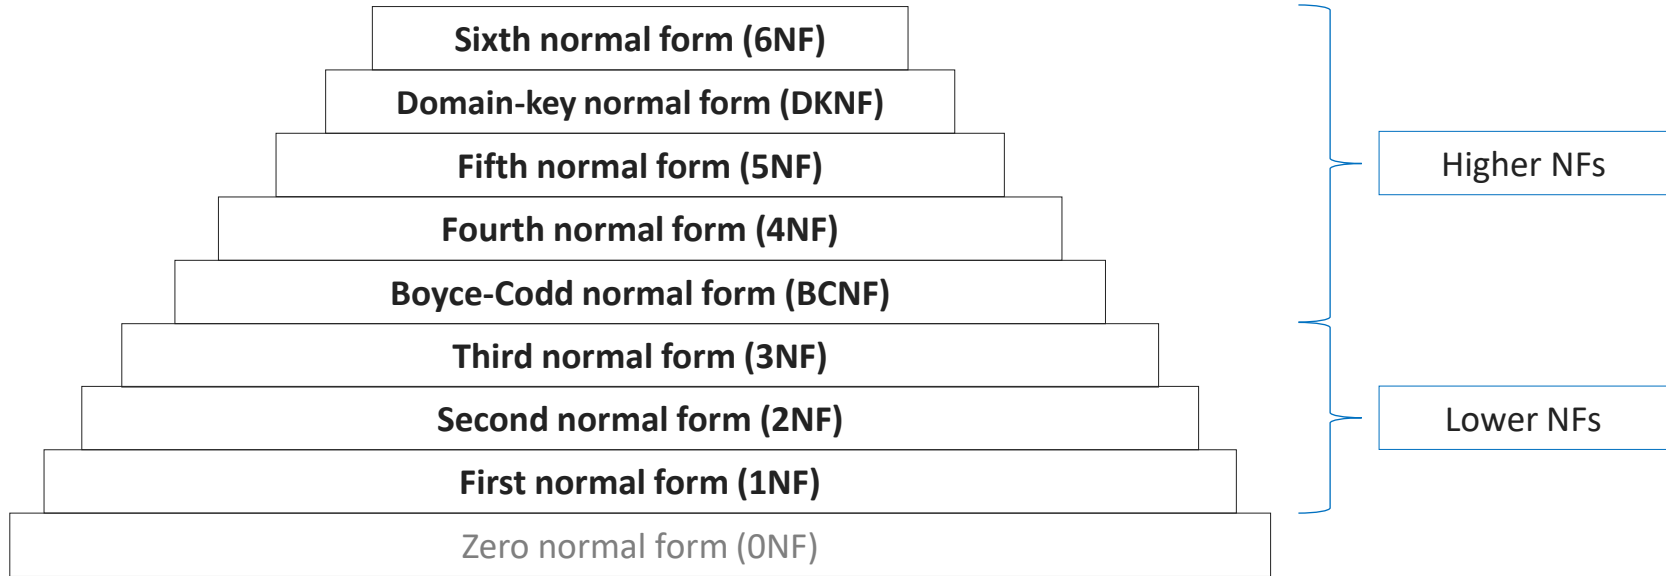 Sixth normal form (6NF)
Domain-key normal form (DKNF)
Fifth normal form (5NF)
Higher NFs
Fourth normal form (4NF)
Boyce-Codd normal form (BCNF)
Third normal form (3NF)
Second normal form (2NF)
Lower NFs
First normal form (1NF)
Zero normal form (0NF)